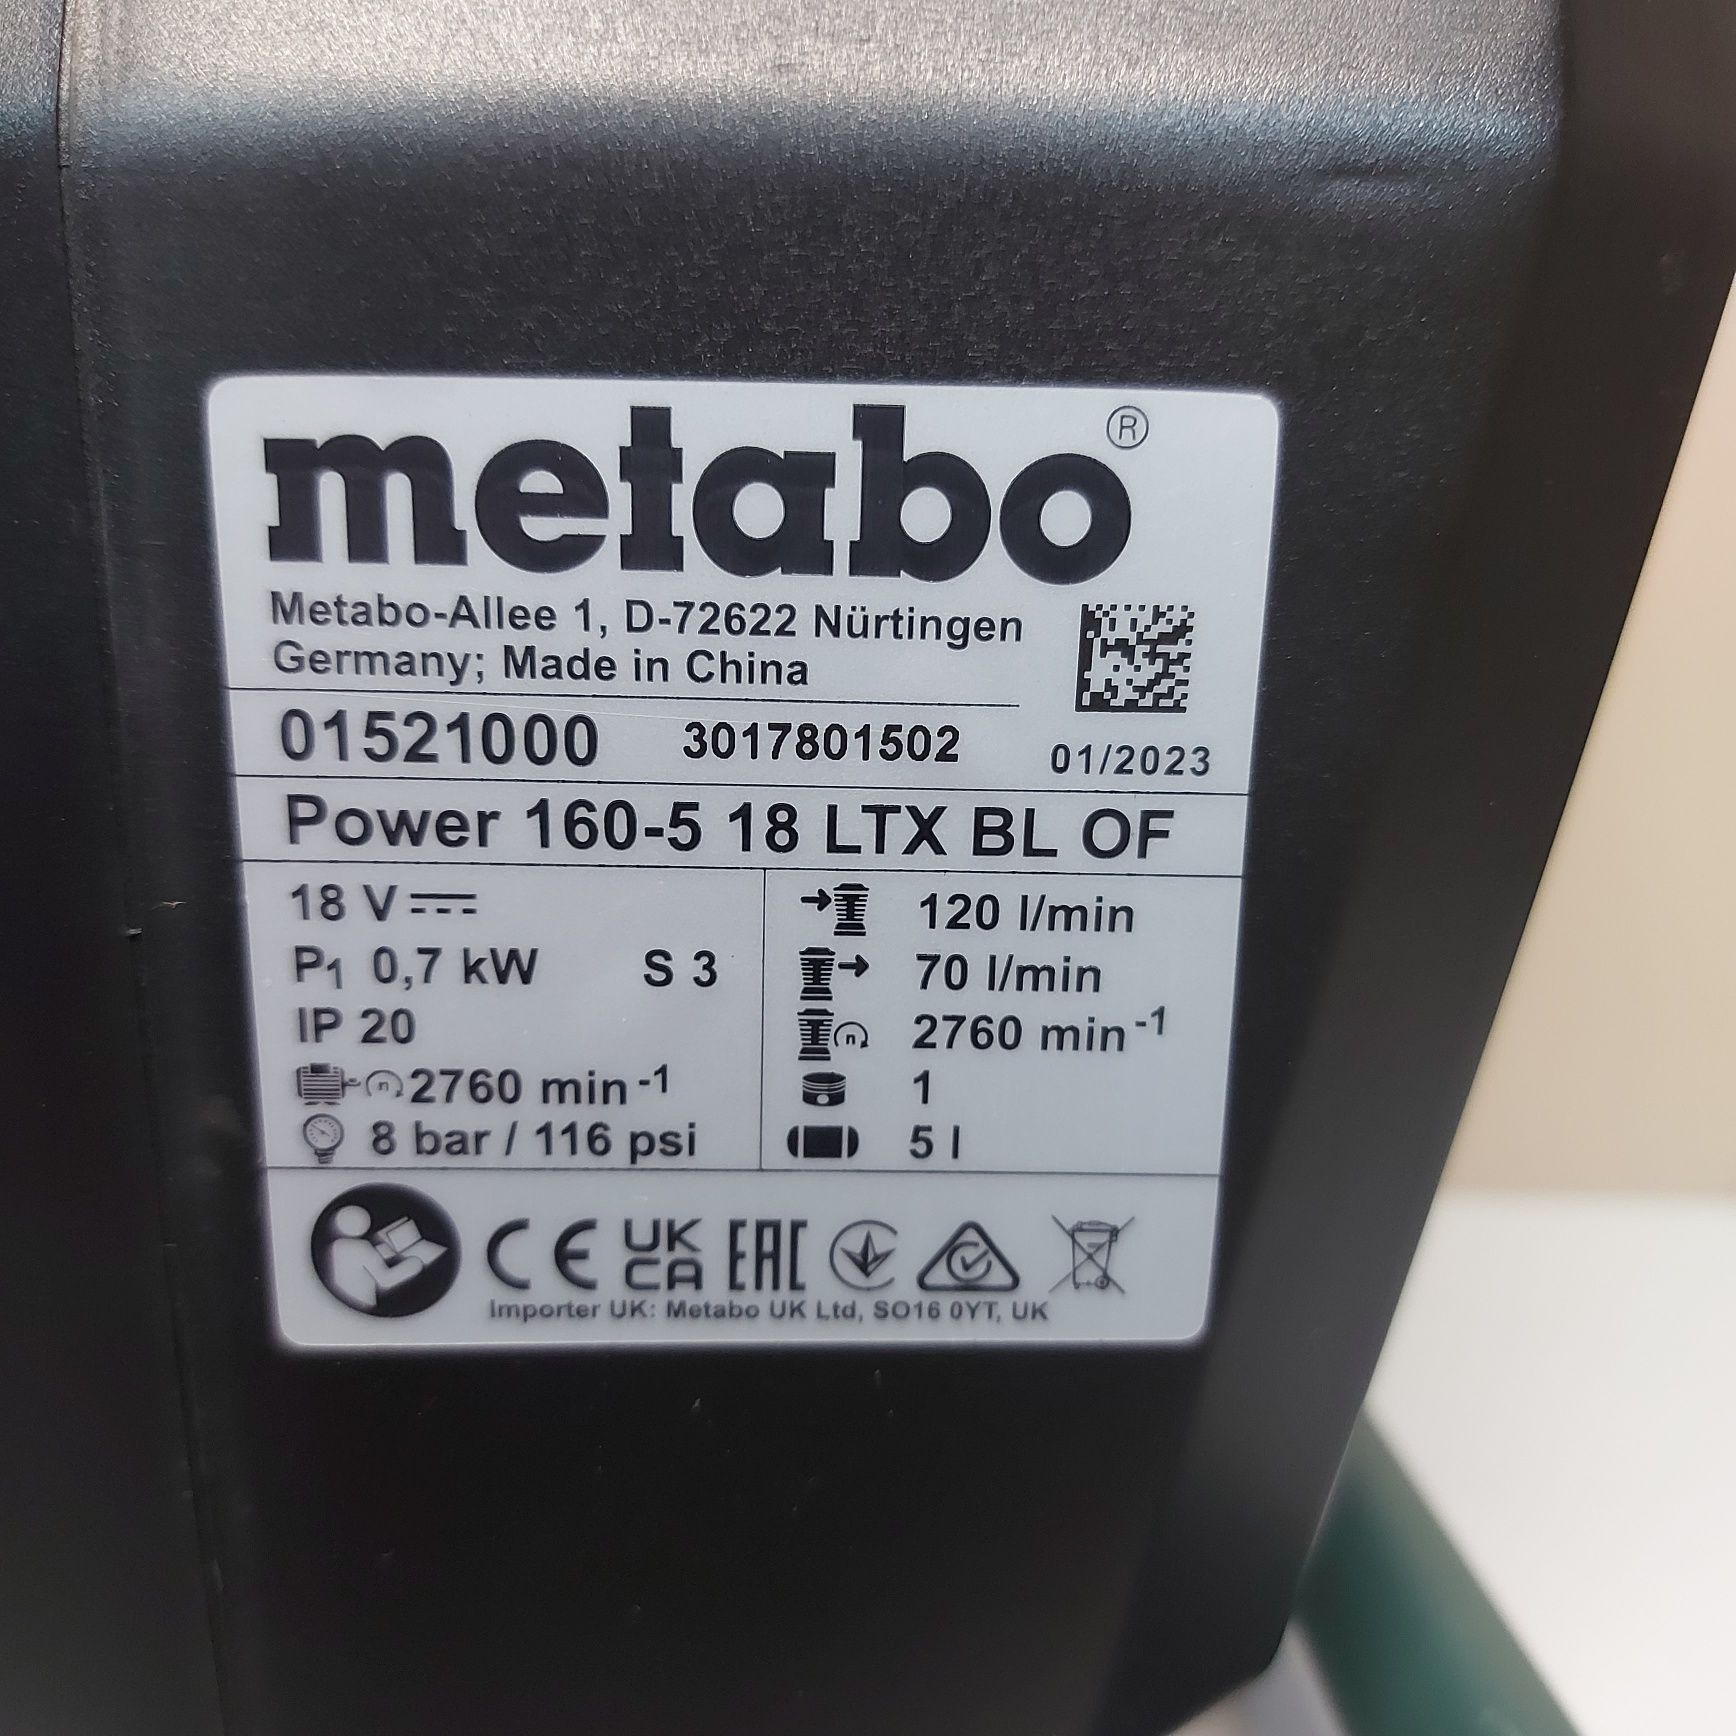 metabo®
Metabo-Allee 1, D-72622 Nürtingen
Germany; Made in China
01521000 3017801502 01/2023
Power 160-5 18 LTX BL OF
18 V
P1 0,7 kW S 3
IP 20
n 2760 min-1
8 bar / 116 psi
120 l/min
70 l/min
n 2760 min-1
1
5 l
CE UK CA EAC
Importer UK: Metabo UK Ltd, SO16 0YT, UK